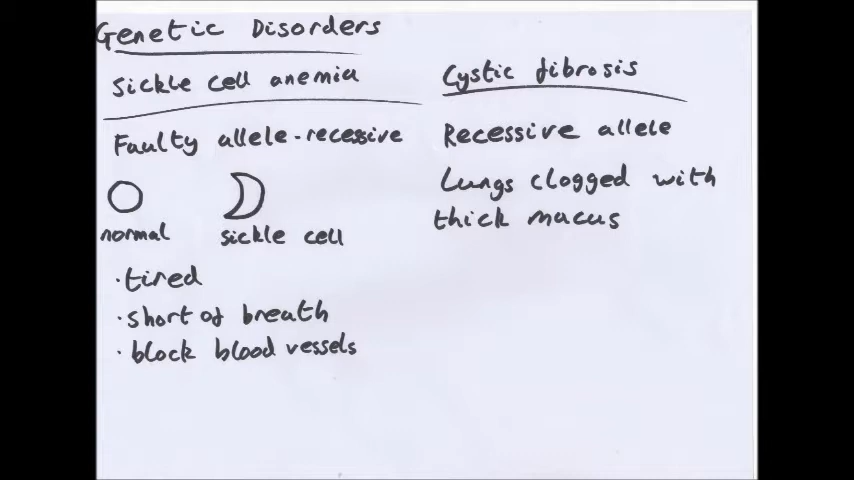 Genetic Disorders
Sickle cell anemia
Faulty allele - recessive
normal
sickle cell
· tired
· short of breath
· block blood vessels
Cystic fibrosis
Recessive allele
Lungs clogged with
thick mucus